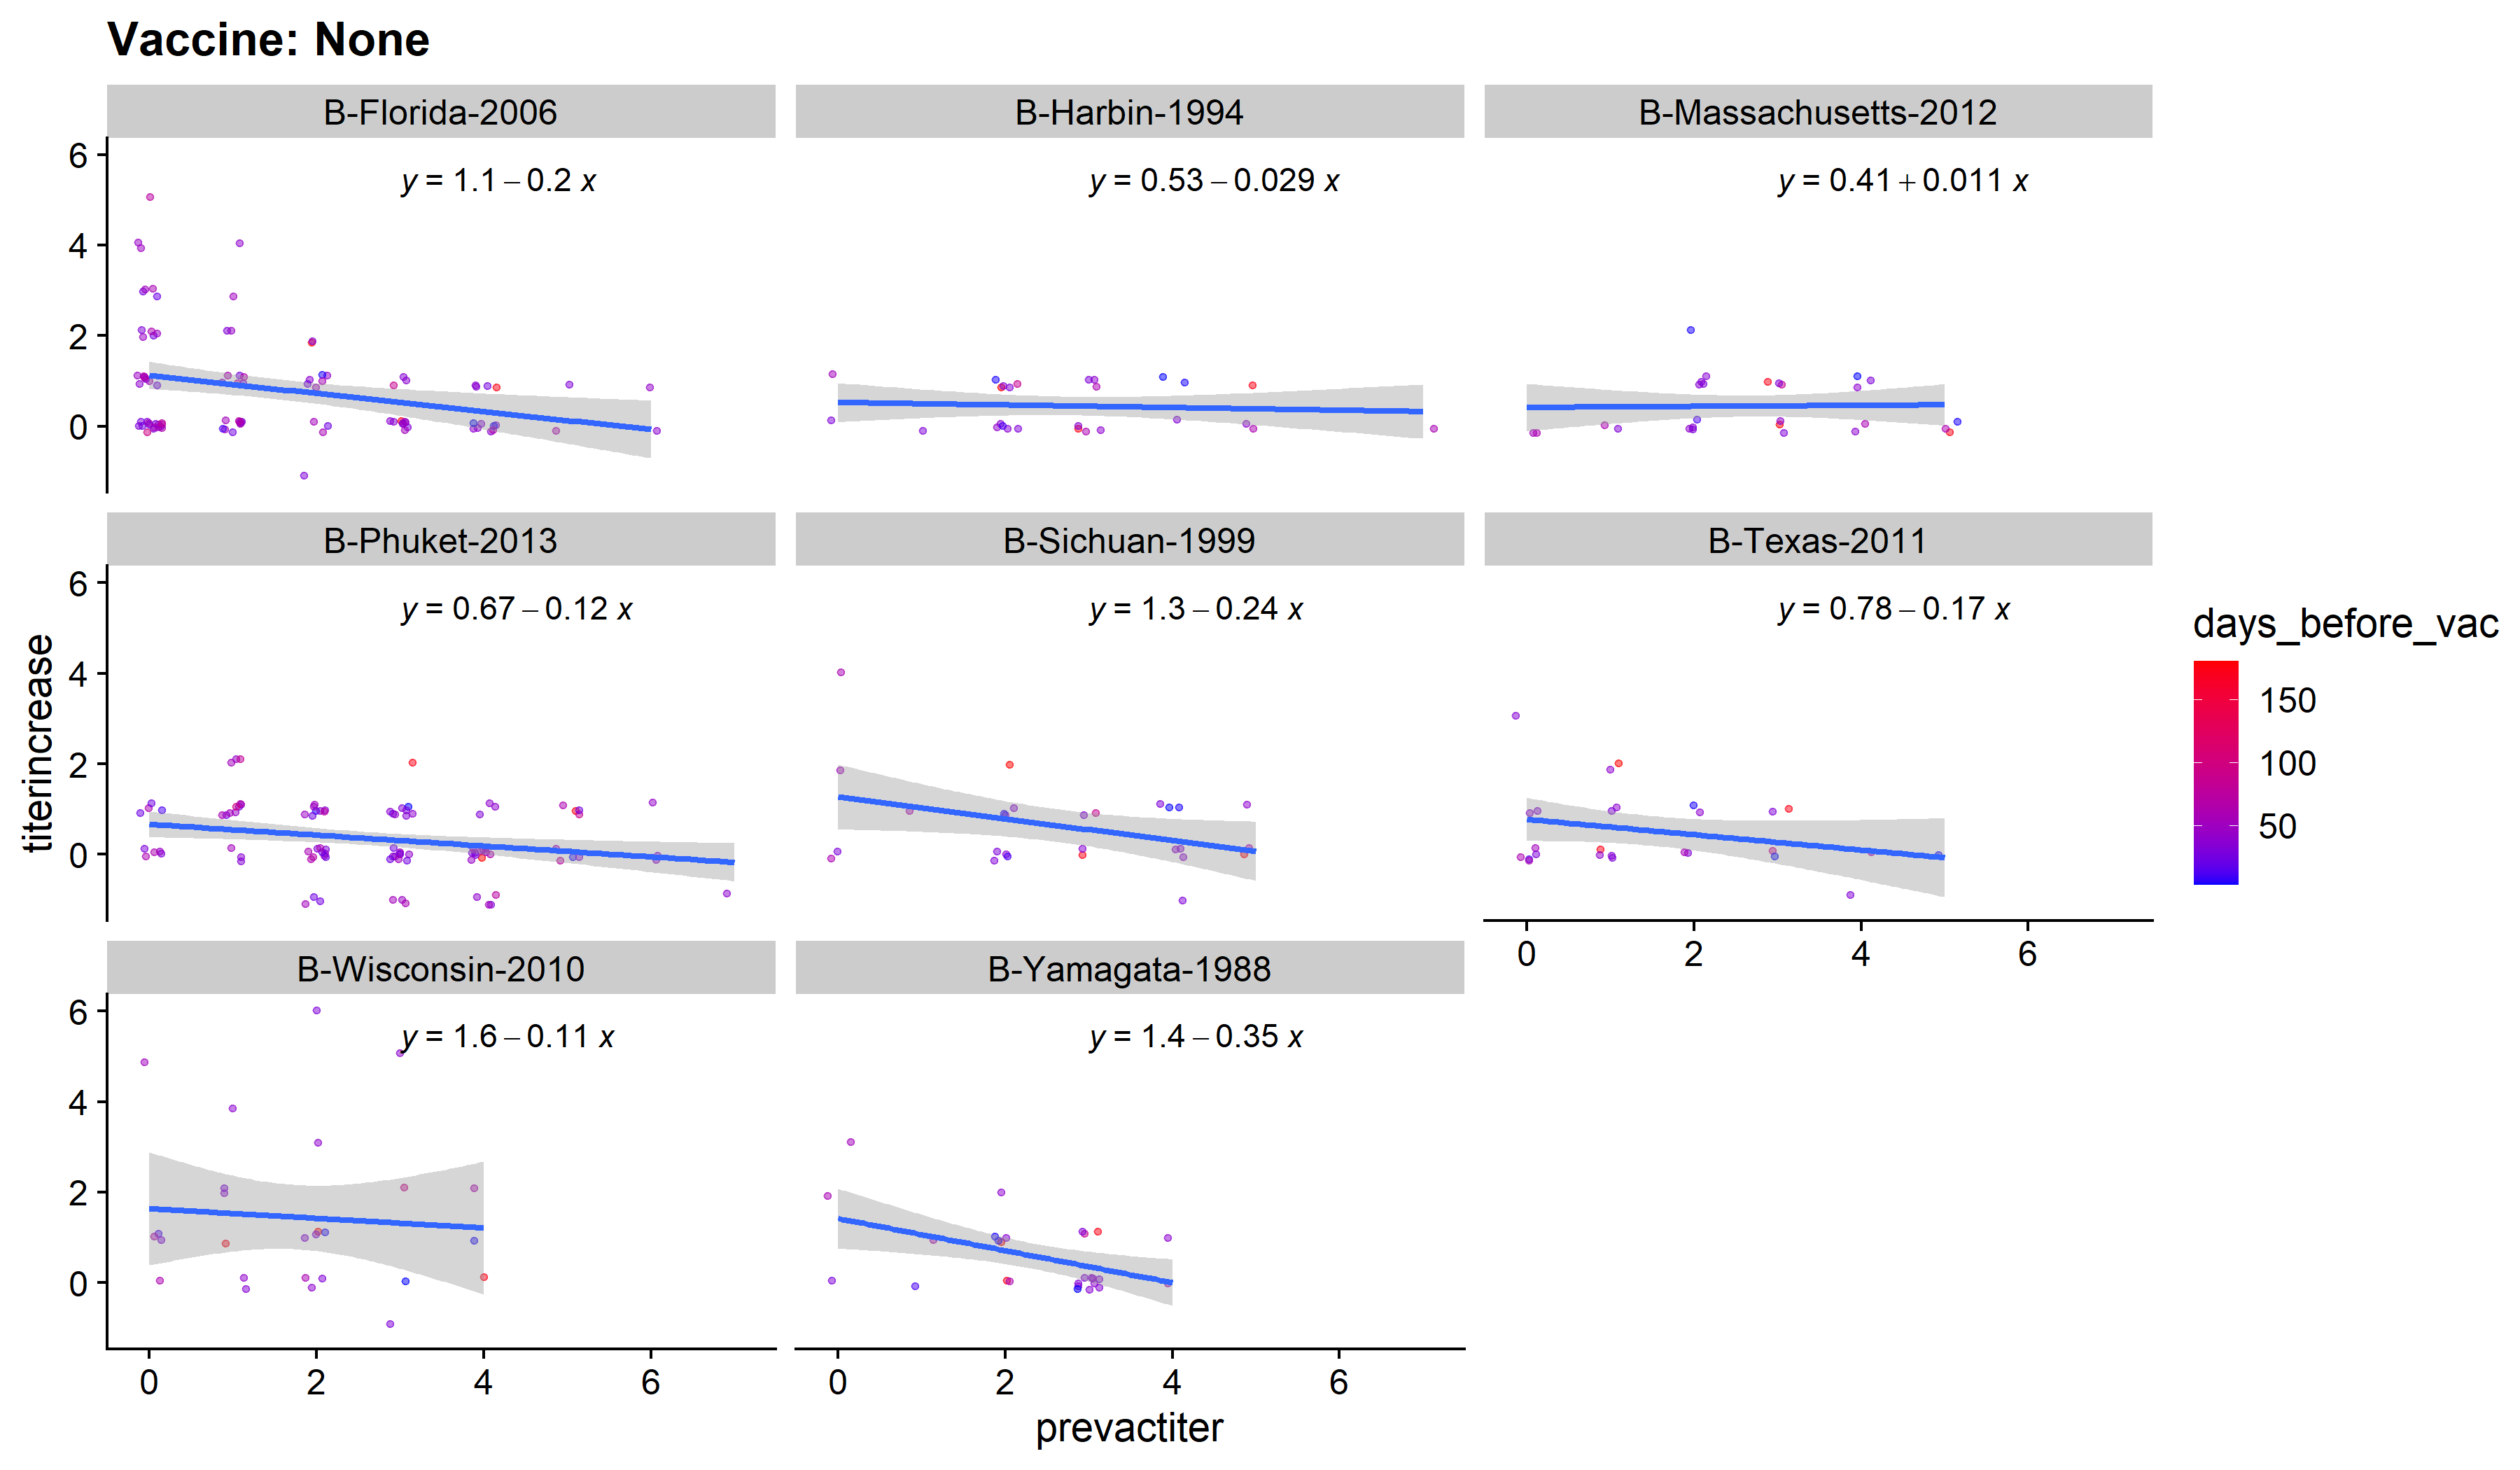 Vaccine: None
B-Florida-2006
B-Harbin-1994
B-Massachusetts-2012
6
4
2
0
y = 1.1 – 0.2 x
y = 0.53 – 0.029 x
y = 0.41 + 0.011 x
B-Phuket-2013
B-Sichuan-1999
B-Texas-2011
titerincrease
6
4
2
0
y = 0.67 – 0.12 x
y = 1.3 – 0.24 x
y = 0.78 – 0.17 x
0 2 4 6
days_before_vac
150
100
50
B-Wisconsin-2010
B-Yamagata-1988
6
4
2
0
y = 1.6 – 0.11 x
y = 1.4 – 0.35 x
0 2 4 6
0 2 4 6
prevactiter